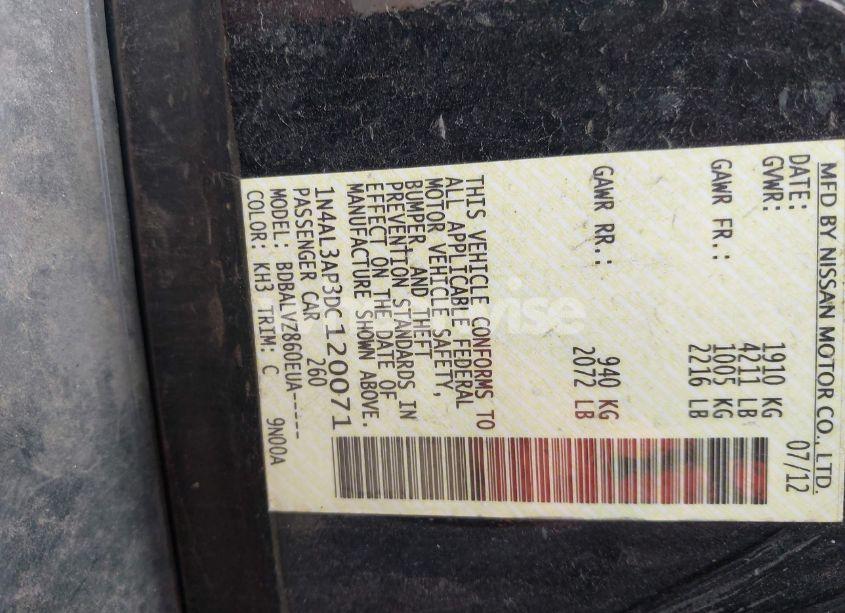 MFD BY NISSAN MOTOR CO., LTD.
DATE: 07/12
GVWR: 1910 KG
4211 LB
GAWR FR.: 1005 KG
2216 LB
GAWR RR.: 940 KG
2072 LB
THIS VEHICLE CONFORMS TO
ALL APPLICABLE FEDERAL
MOTOR VEHICLE SAFETY,
BUMPER, AND THEFT
PREVENTION STANDARDS IN
EFFECT ON THE DATE OF
MANUFACTURE SHOWN ABOVE.
1N4AL3AP3DC120071
PASSENGER CAR 260
MODEL: BDBALVZ860EUA-----
COLOR: KH3 TRIM: C 9N00A